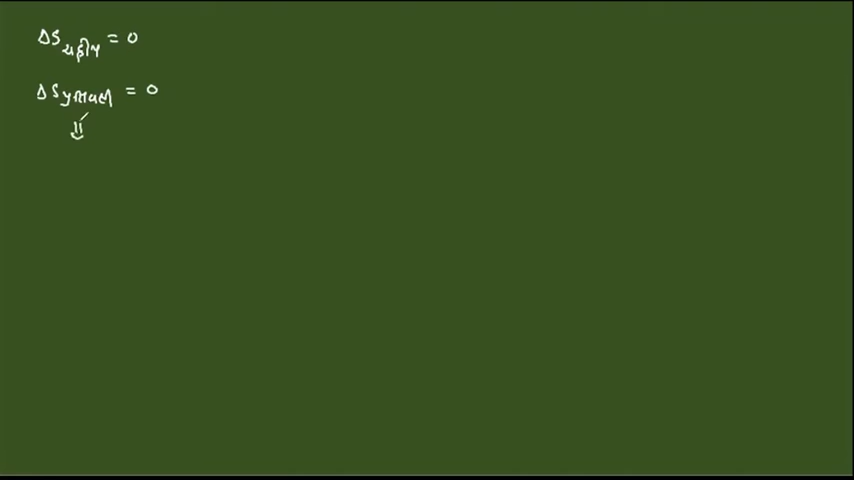 ΔS ચક્રીય = 0
ΔS = 0
⇓